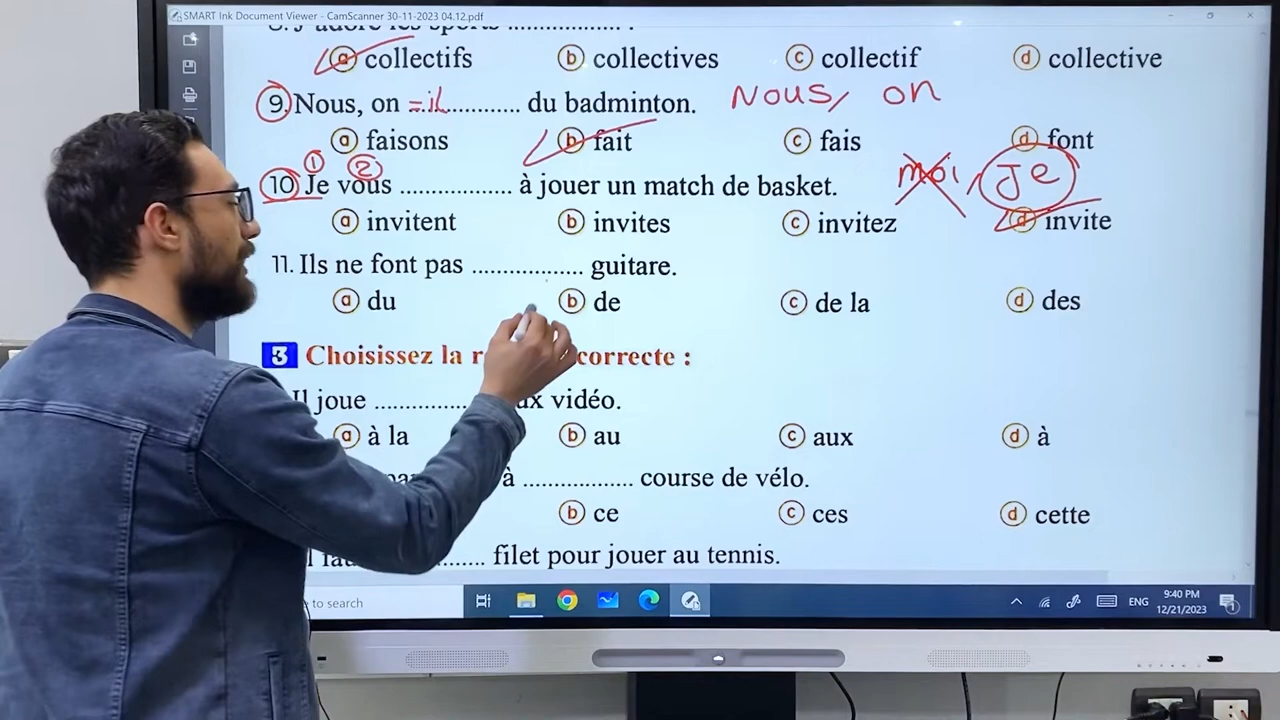 SMART Ink Document Viewer - CamScanner 30-11-2023 04.12.pdf
8. J'adore les sports .................... .
a collectifs b collectives c collectif d collective
9. Nous, on =il ............ du badminton. Nous, on
a faisons b fait c fais d font
1 2 moi, Je
10 Je vous ................ à jouer un match de basket.
a invitent b invites c invitez d invite
11. Ils ne font pas ................ guitare.
a du b de c de la d des
3 Choisissez la correcte :
Il joue .............. vidéo.
a à la b au c aux d à
à ................ course de vélo.
b ce c ces d cette
filet pour jouer au tennis.
to search ENG 9:40 PM
12/21/2023